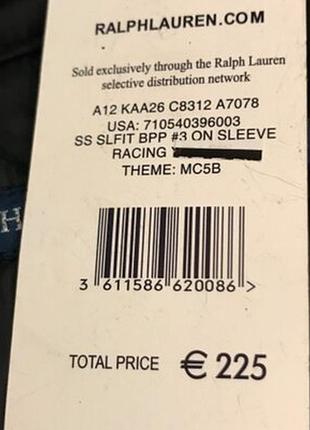 RALPHLAUREN.COM
Sold exclusively through the Ralph Lauren
selective distribution network
A12 KAA26 C8312 A7078
USA: 710540396003
SS SLFIT BPP #3 ON SLEEVE
RACING
THEME: MC5B
3 611586 620086 >
TOTAL PRICE € 225
H